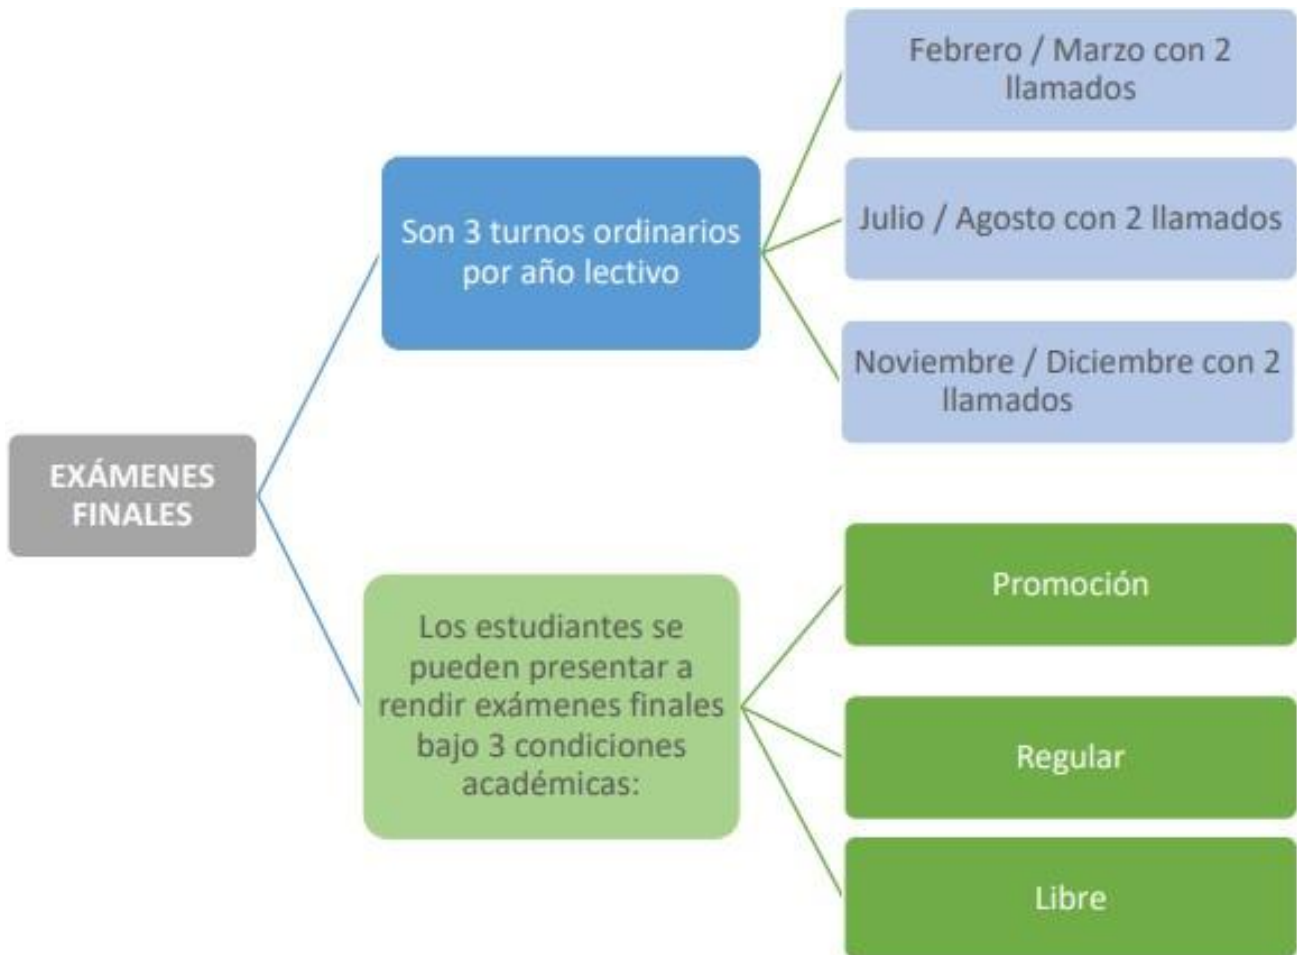 EXÁMENES
FINALES
Son 3 turnos ordinarios
por año lectivo
Febrero / Marzo con 2
llamados
Julio / Agosto con 2 llamados
Noviembre / Diciembre con 2
llamados
Los estudiantes se
pueden presentar a
rendir exámenes finales
bajo 3 condiciones
académicas:
Promoción
Regular
Libre